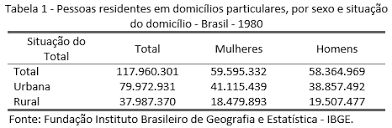 Tabela 1 - Pessoas residentes em domicílios particulares, por sexo e situação
do domicílio - Brasil - 1980
Situação do Total Total Mulheres Homens
Total 117.960.301 59.595.332 58.364.969
Urbana 79.972.931 41.115.439 38.857.492
Rural 37.987.370 18.479.893 19.507.477
Fonte: Fundação Instituto Brasileiro de Geografia e Estatística - IBGE.